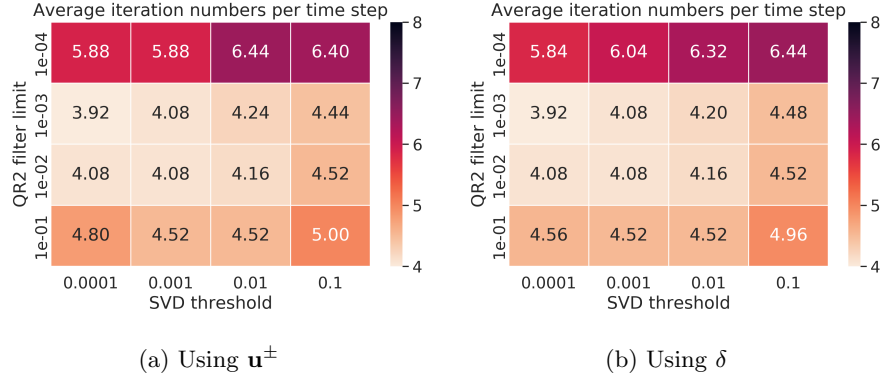 Average iteration numbers per time step
QR2 filter limit
1e-04 5.88 5.88 6.44 6.40
1e-03 3.92 4.08 4.24 4.44
1e-02 4.08 4.08 4.16 4.52
1e-01 4.80 4.52 4.52 5.00
0.0001 0.001 0.01 0.1
SVD threshold
8
7
6
5
4
(a) Using u±
Average iteration numbers per time step
QR2 filter limit
1e-04 5.84 6.04 6.32 6.44
1e-03 3.92 4.08 4.20 4.48
1e-02 4.08 4.08 4.16 4.52
1e-01 4.56 4.52 4.52 4.96
0.0001 0.001 0.01 0.1
SVD threshold
8
7
6
5
4
(b) Using δ